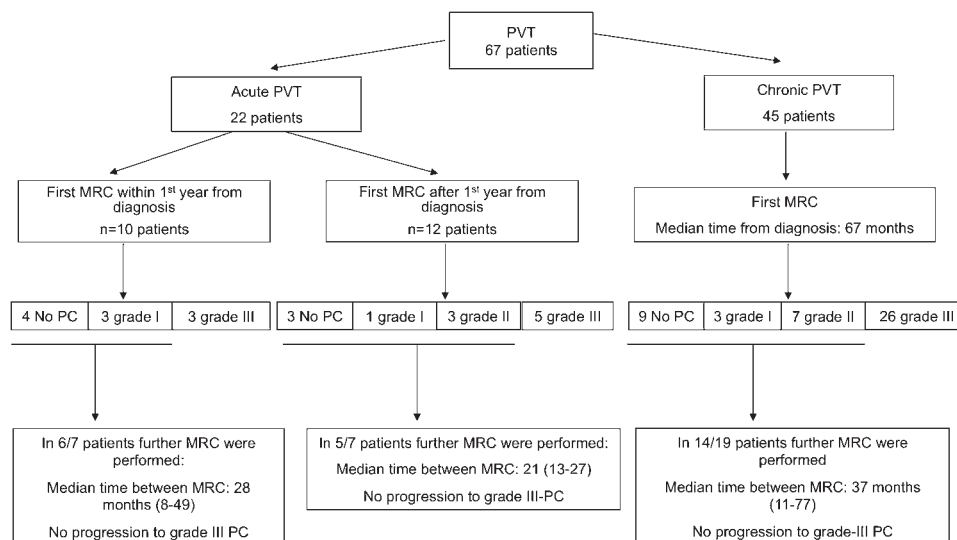 PVT
67 patients
Acute PVT
22 patients
Chronic PVT
45 patients
First MRC within 1st year from
diagnosis
n=10 patients
First MRC after 1st year from
diagnosis
n=12 patients
First MRC
Median time from diagnosis: 67 months
4 No PC
3 grade I
3 grade III
3 No PC
1 grade I
3 grade II
5 grade III
9 No PC
3 grade I
7 grade II
26 grade III
In 6/7 patients further MRC were
performed:
Median time between MRC: 28
months (8-49)
No progression to grade III PC
In 5/7 patients further MRC were performed:
Median time between MRC: 21 (13-27)
No progression to grade III-PC
In 14/19 patients further MRC were
performed
Median time between MRC: 37 months
(11-77)
No progression to grade-III PC